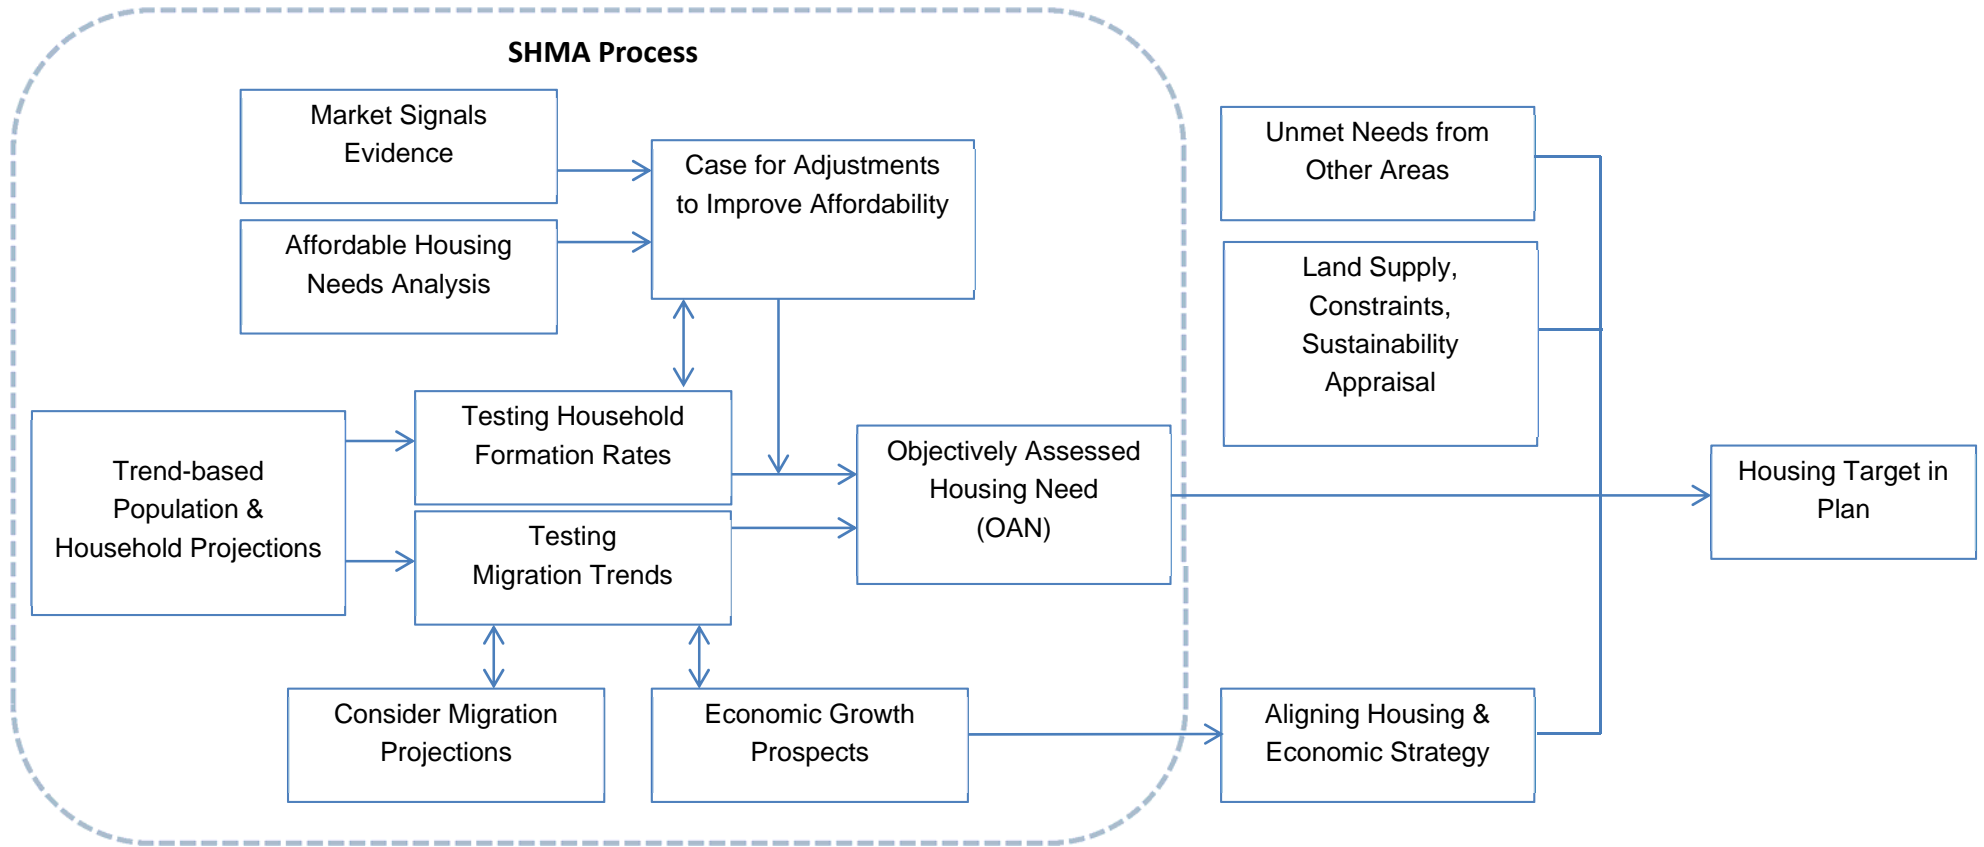 SHMA Process
Market Signals
Evidence
Case for Adjustments
to Improve Affordability
Affordable Housing
Needs Analysis
Unmet Needs from
Other Areas
Land Supply,
Constraints,
Sustainability
Appraisal
Trend-based
Population &
Household Projections
Testing Household
Formation Rates
Testing
Migration Trends
Objectively Assessed
Housing Need
(OAN)
Housing Target in
Plan
Consider Migration
Projections
Economic Growth
Prospects
Aligning Housing &
Economic Strategy